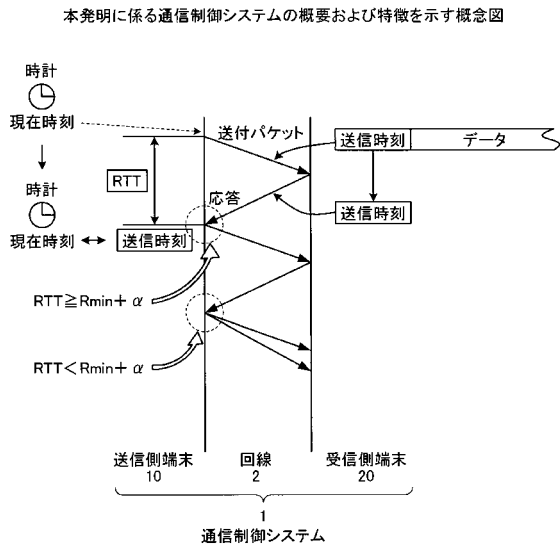 本発明に係る通信制御システムの概要および特徴を示す概念図
時計
現在時刻
送付パケット
送信時刻
データ
RTT
時計
応答
送信時刻
現在時刻
送信時刻
RTT≧Rmin+α
RTT<Rmin+α
送信側端末
10
回線
2
受信側端末
20
1
通信制御システム